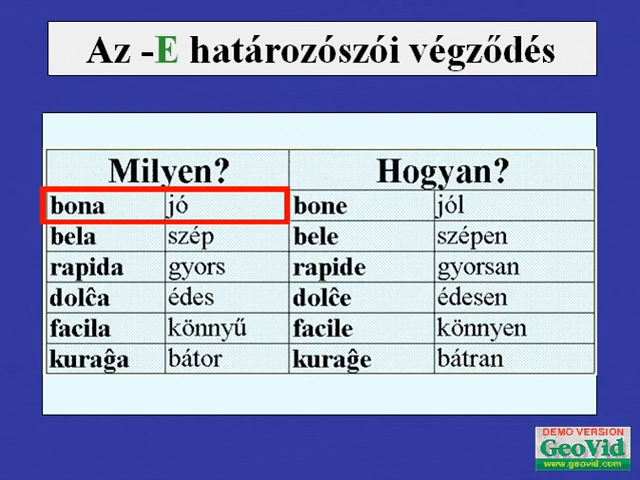 Az -E határozószói végződés
Milyen? Hogyan?
bona jó bone jól
bela szép bele szépen
rapida gyors rapide gyorsan
dolĉa édes dolĉe édesen
facila könnyű facile könnyen
kuraĝa bátor kuraĝe bátran
DEMO VERSION
GeoVid
www.geovid.com